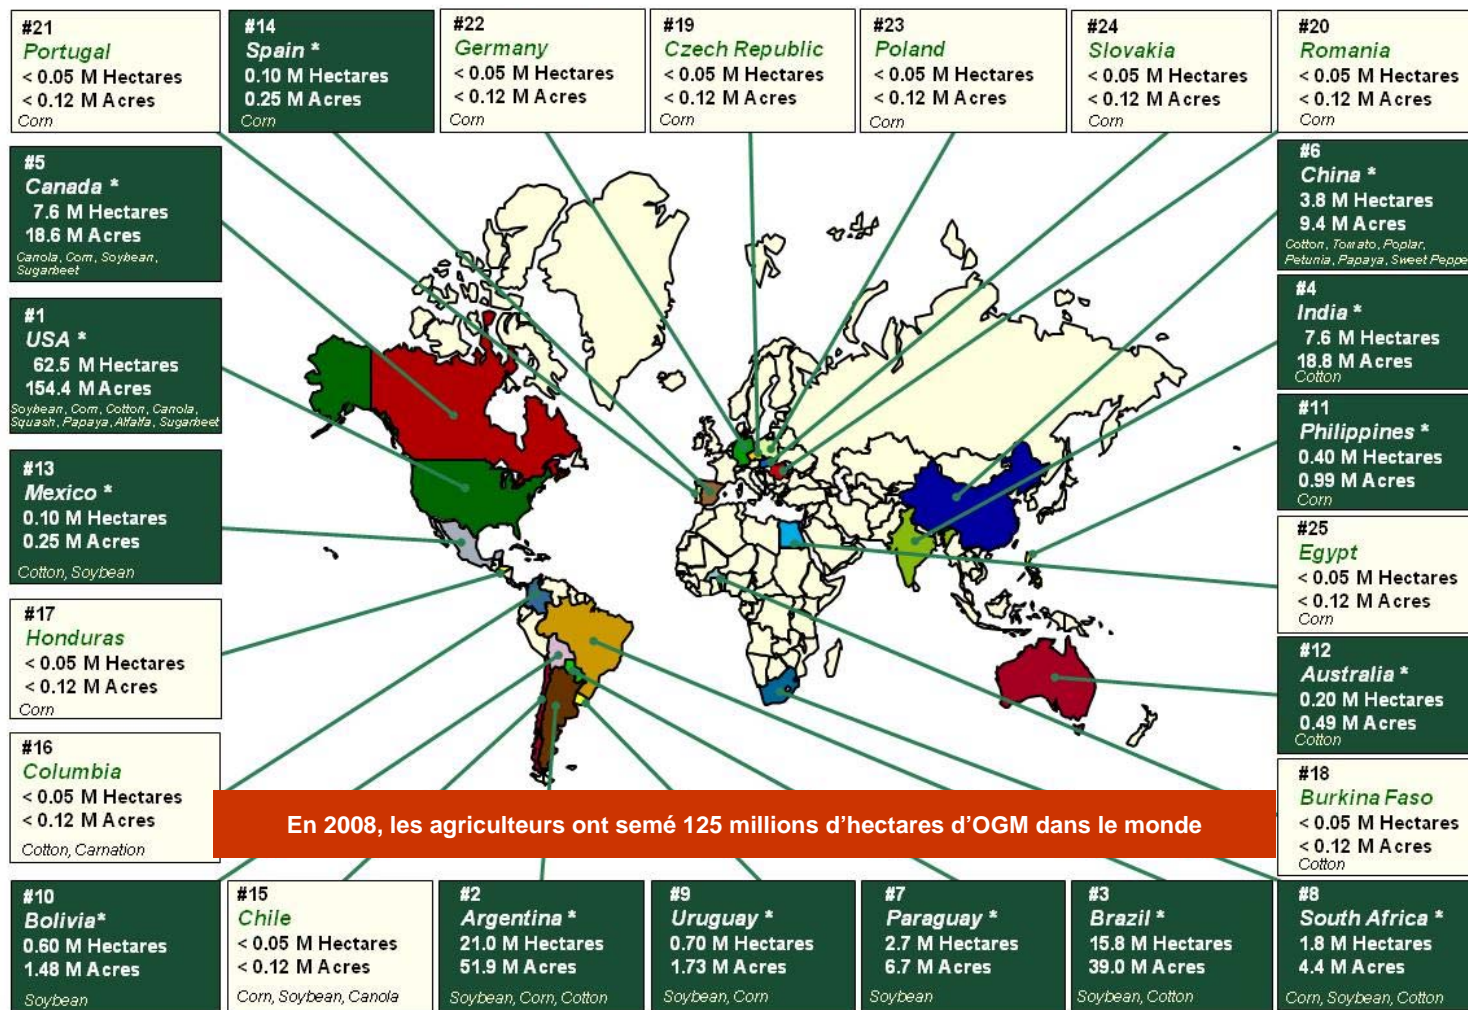 #21
Portugal
< 0.05 M Hectares
< 0.12 M Acres
Corn
#14
Spain *
0.10 M Hectares
0.25 M Acres
Corn
#22
Germany
< 0.05 M Hectares
< 0.12 M Acres
Corn
#19
Czech Republic
< 0.05 M Hectares
< 0.12 M Acres
Corn
#23
Poland
< 0.05 M Hectares
< 0.12 M Acres
Corn
#24
Slovakia
< 0.05 M Hectares
< 0.12 M Acres
Corn
#20
Romania
< 0.05 M Hectares
< 0.12 M Acres
Corn
#5
Canada *
7.6 M Hectares
18.6 M Acres
Canola, Corn, Soybean,
Sugarbeet
#6
China *
3.8 M Hectares
9.4 M Acres
Cotton, Tomato, Poplar,
Petunia, Papaya, Sweet Peppe
#1
USA *
62.5 M Hectares
154.4 M Acres
Soybean, Corn, Cotton, Canola,
Squash, Papaya, Alfalfa, Sugarbeet
#4
India *
7.6 M Hectares
18.8 M Acres
Cotton
#11
Philippines *
0.40 M Hectares
0.99 M Acres
Corn
#13
Mexico *
0.10 M Hectares
0.25 M Acres
Cotton, Soybean
#25
Egypt
< 0.05 M Hectares
< 0.12 M Acres
Corn
#17
Honduras
< 0.05 M Hectares
< 0.12 M Acres
Corn
#12
Australia *
0.20 M Hectares
0.49 M Acres
Cotton
#16
Columbia
< 0.05 M Hectares
< 0.12 M Acres
Cotton, Carnation
#18
Burkina Faso
< 0.05 M Hectares
< 0.12 M Acres
Cotton
En 2008, les agriculteurs ont semé 125 millions d’hectares d’OGM dans le monde
#10
Bolivia*
0.60 M Hectares
1.48 M Acres
Soybean
#15
Chile
< 0.05 M Hectares
< 0.12 M Acres
Corn, Soybean, Canola
#2
Argentina *
21.0 M Hectares
51.9 M Acres
Soybean, Corn, Cotton
#9
Uruguay *
0.70 M Hectares
1.73 M Acres
Soybean, Corn
#7
Paraguay *
2.7 M Hectares
6.7 M Acres
Soybean
#3
Brazil *
15.8 M Hectares
39.0 M Acres
Soybean, Cotton
#8
South Africa *
1.8 M Hectares
4.4 M Acres
Corn, Soybean, Cotton